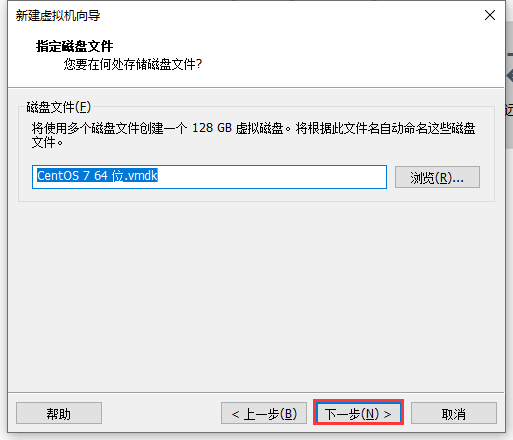 新建虚拟机向导
指定磁盘文件
您要在何处存储磁盘文件?
磁盘文件(F)
将使用多个磁盘文件创建一个 128 GB 虚拟磁盘。将根据此文件名自动命名这些磁盘
文件。
CentOS 7 64 位.vmdk
浏览(R)...
帮助
< 上一步(B)
下一步(N) >
取消